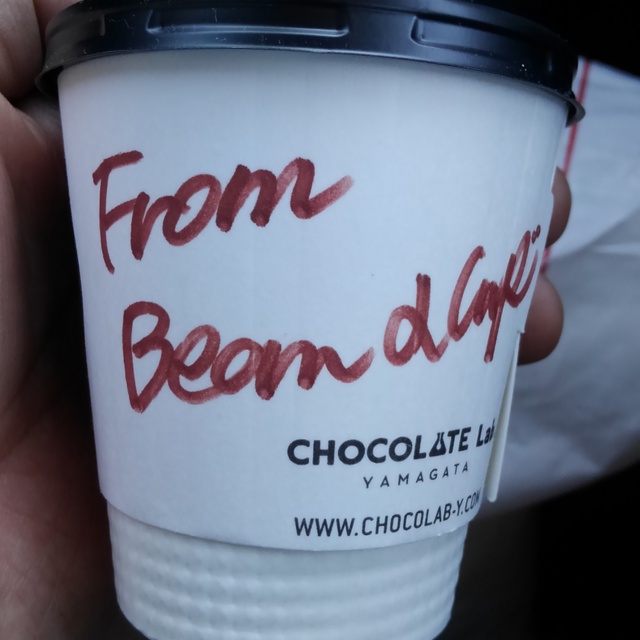 From
Beam & Café
CHOCOLATE Lab
YAMAGATA
WWW.CHOCOLAB-Y.COM